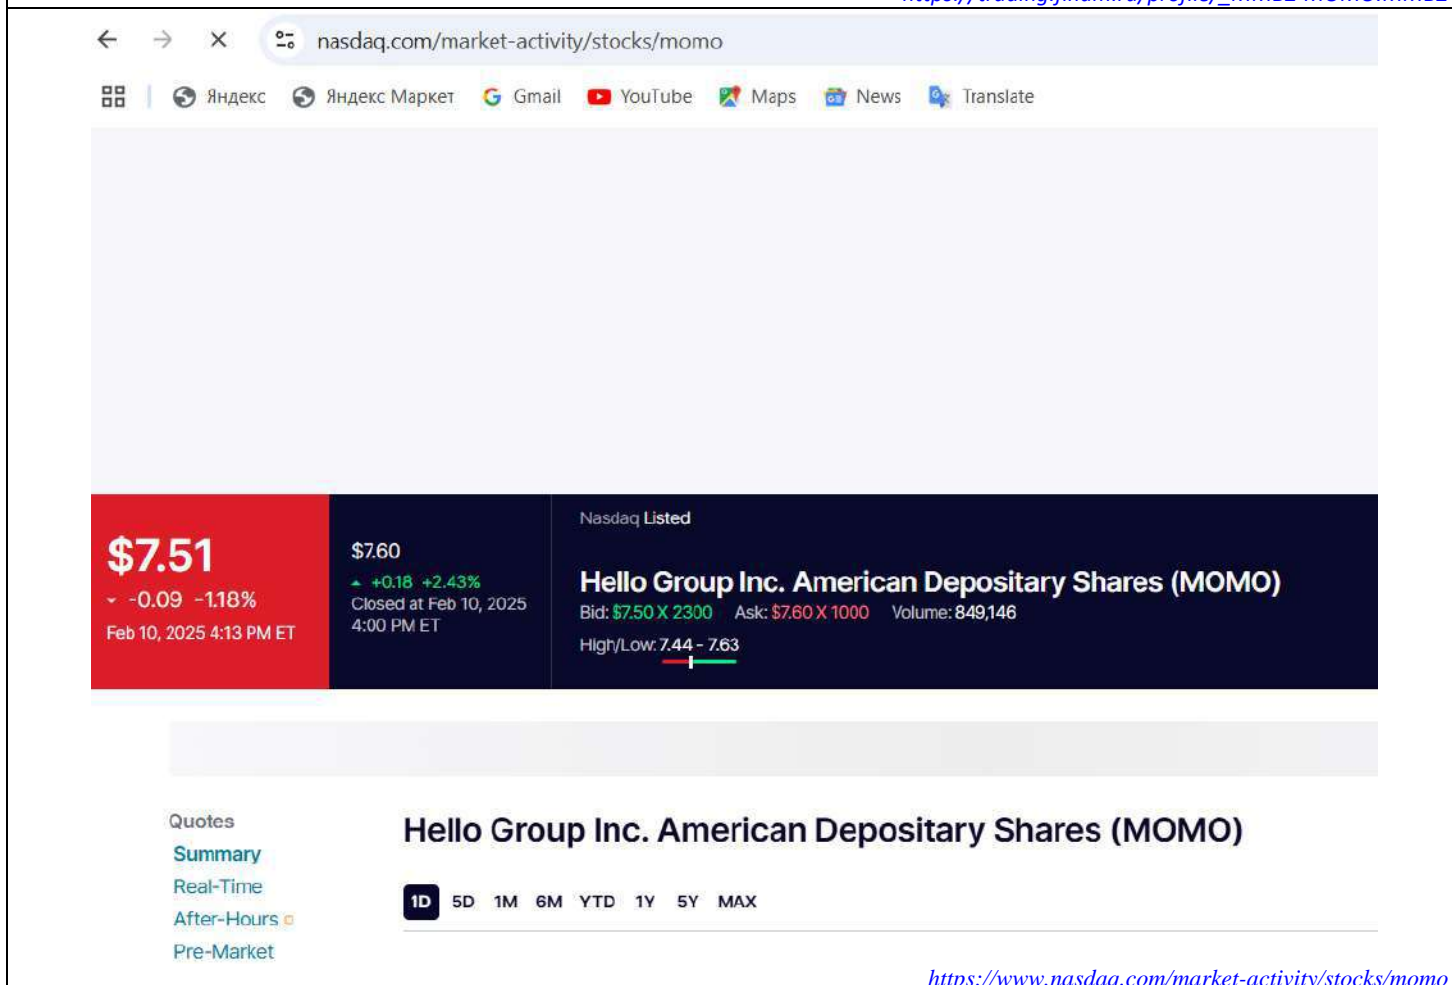 nasdaq.com/market-activity/stocks/momo
Яндекс Яндекс Маркет Gmail YouTube Maps News Translate
$7.51
-0.09 -1.18%
Feb 10, 2025 4:13 PM ET
$7.60
+0.18 +2.43%
Closed at Feb 10, 2025
4:00 PM ET
Nasdaq Listed
Hello Group Inc. American Depositary Shares (MOMO)
Bid: $7.50 X 2300 Ask: $7.60 X 1000 Volume: 849,146
High/Low: 7.44 - 7.63
Quotes
Summary
Real-Time
After-Hours
Pre-Market
Hello Group Inc. American Depositary Shares (MOMO)
1D 5D 1M 6M YTD 1Y 5Y MAX
https://www.nasdaq.com/market-activity/stocks/momo